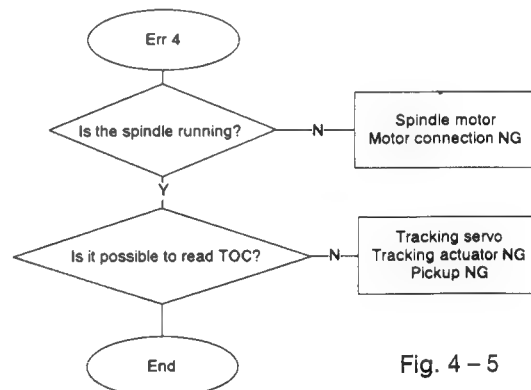 Err 4
Is the spindle running?
N
Spindle motor
Motor connection NG
Y
Is it possible to read TOC?
N
Tracking servo
Tracking actuator NG
Pickup NG
End
Fig. 4 – 5